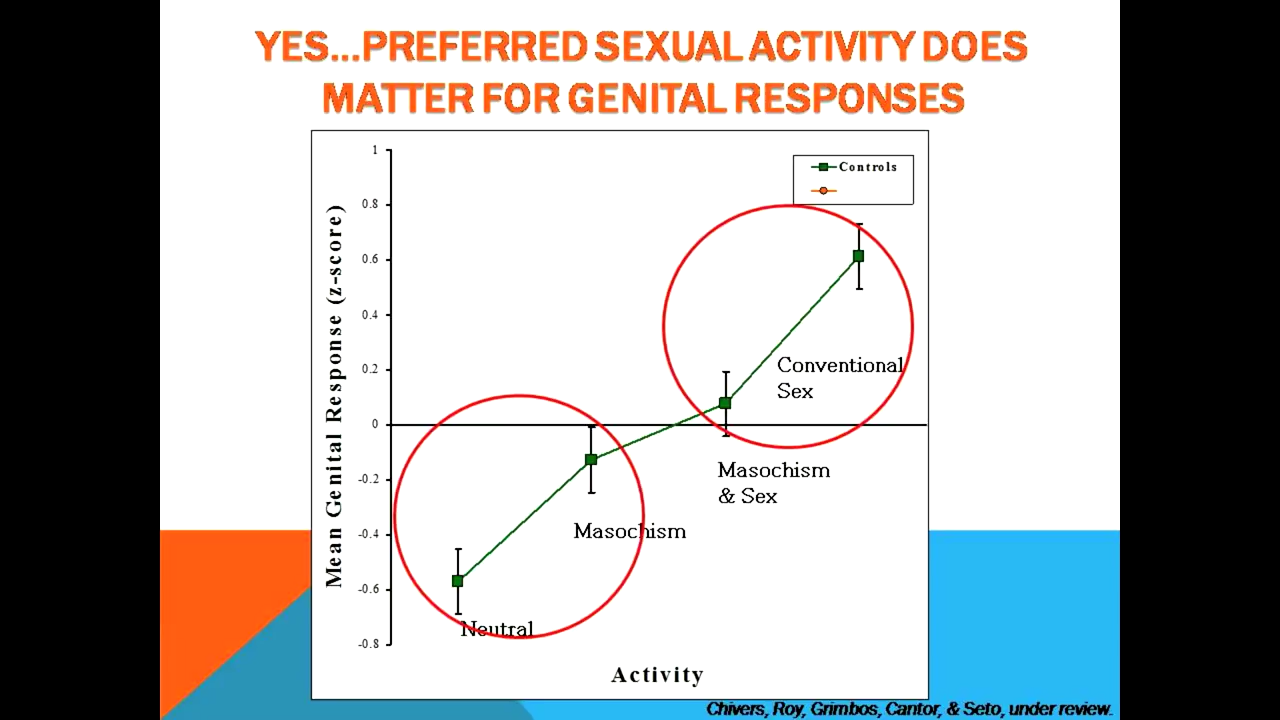 YES...PREFERRED SEXUAL ACTIVITY DOES
MATTER FOR GENITAL RESPONSES
1
0.8
0.6
0.4
0.2
0
-0.2
-0.4
-0.6
-0.8
Mean Genital Response (z-score)
Controls
Conventional
Sex
Masochism
& Sex
Masochism
Neutral
Activity
Chivers, Roy, Grimbos, Cantor, & Seto, under review.